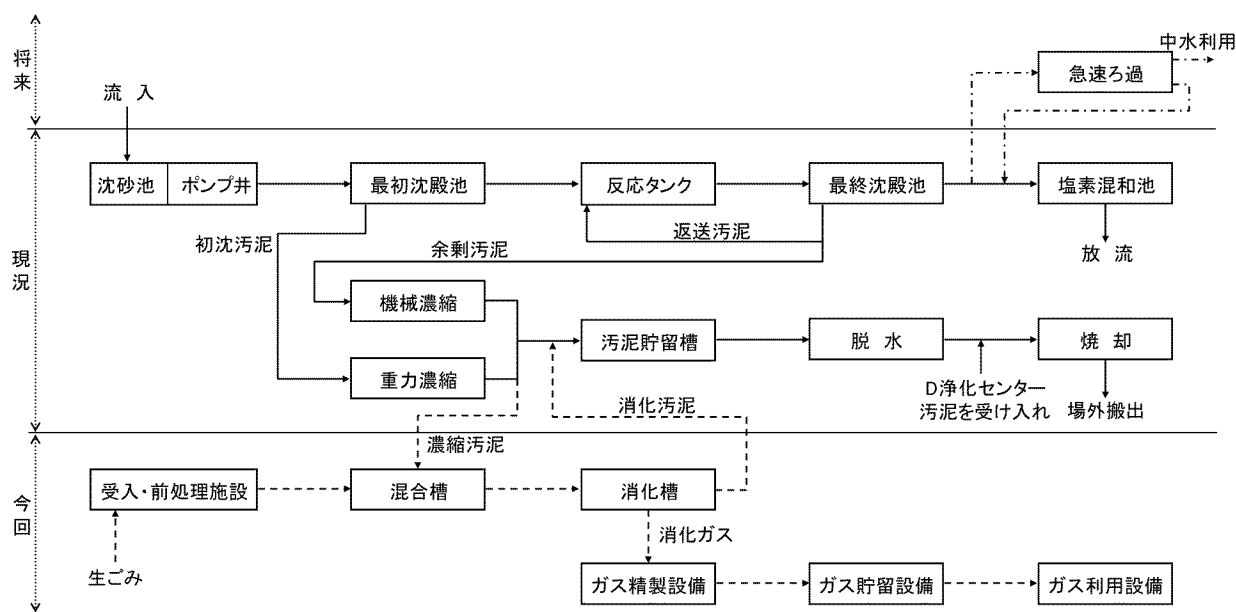 将来
中水利用
急速ろ過
流入
現況
沈砂池
ポンプ井
最初沈殿池
反応タンク
最終沈殿池
塩素混和池
初沈汚泥
返送汚泥
余剰汚泥
放流
機械濃縮
汚泥貯留槽
脱水
焼却
重力濃縮
D浄化センター
汚泥を受け入れ
場外搬出
消化汚泥
濃縮汚泥
今回
受入・前処理施設
混合槽
消化槽
消化ガス
生ごみ
ガス精製設備
ガス貯留設備
ガス利用設備